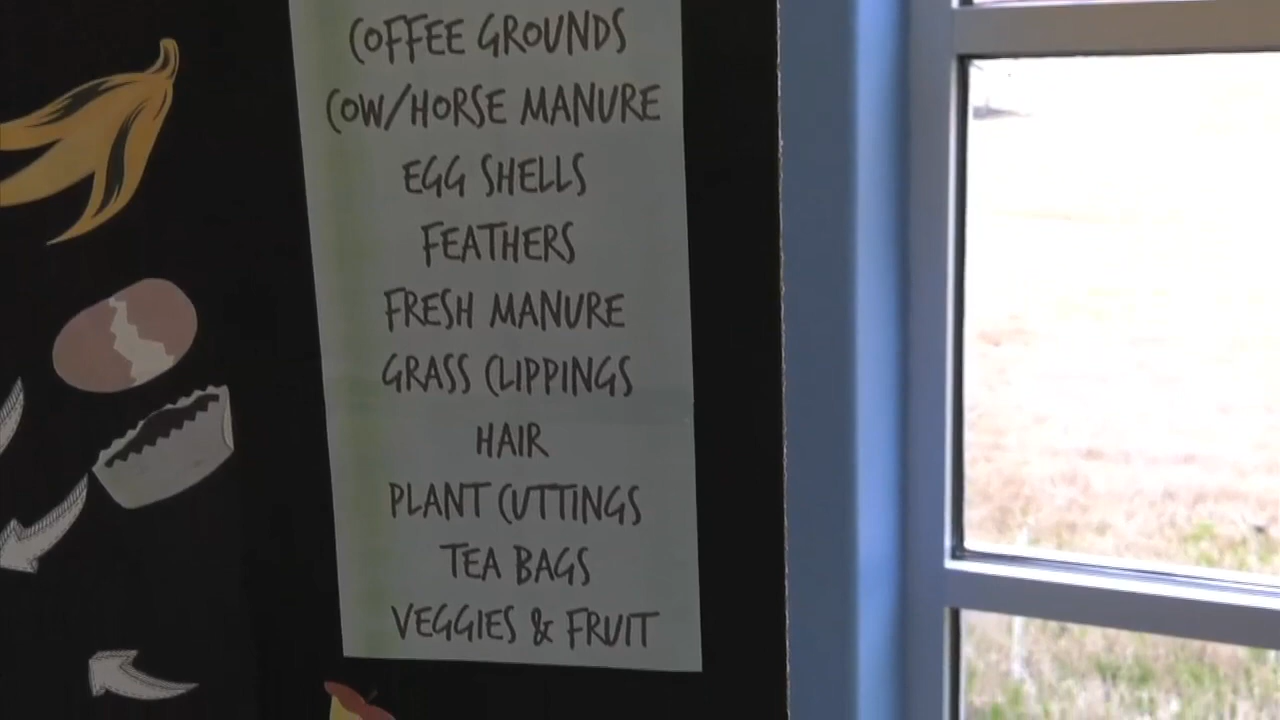 COFFEE GROUNDS
COW/HORSE MANURE
EGG SHELLS
FEATHERS
FRESH MANURE
GRASS CLIPPINGS
HAIR
PLANT CUTTINGS
TEA BAGS
VEGGIES & FRUIT